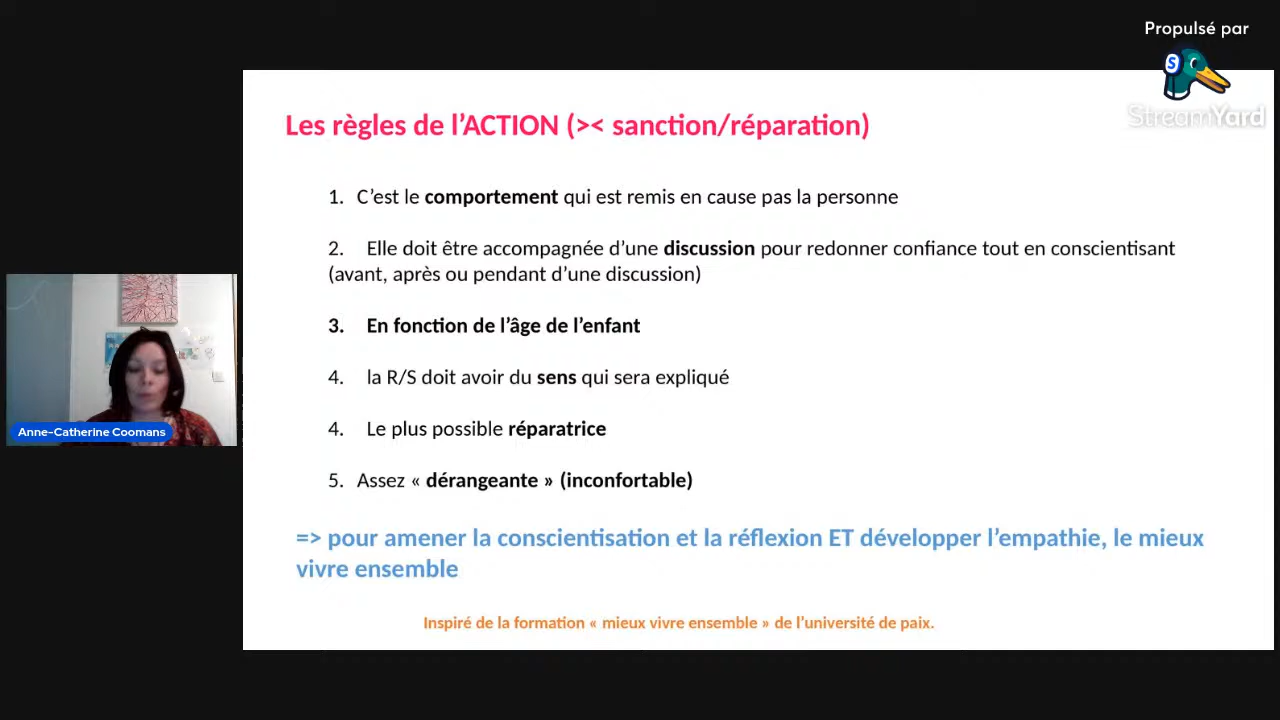 Propulsé par
StreamYard
Les règles de l’ACTION (>< sanction/réparation)
1. C’est le comportement qui est remis en cause pas la personne
2. Elle doit être accompagnée d’une discussion pour redonner confiance tout en conscientisant
(avant, après ou pendant d’une discussion)
3. En fonction de l’âge de l’enfant
4. la R/S doit avoir du sens qui sera expliqué
4. Le plus possible réparatrice
5. Assez « dérangeante » (inconfortable)
=> pour amener la conscientisation et la réflexion ET développer l’empathie, le mieux
vivre ensemble
Inspiré de la formation « mieux vivre ensemble » de l’université de paix.
Anne-Catherine Coomans